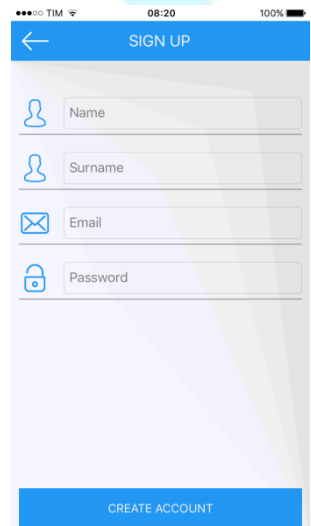 TIM 08:20 100%
SIGN UP
Name
Surname
Email
Password
CREATE ACCOUNT